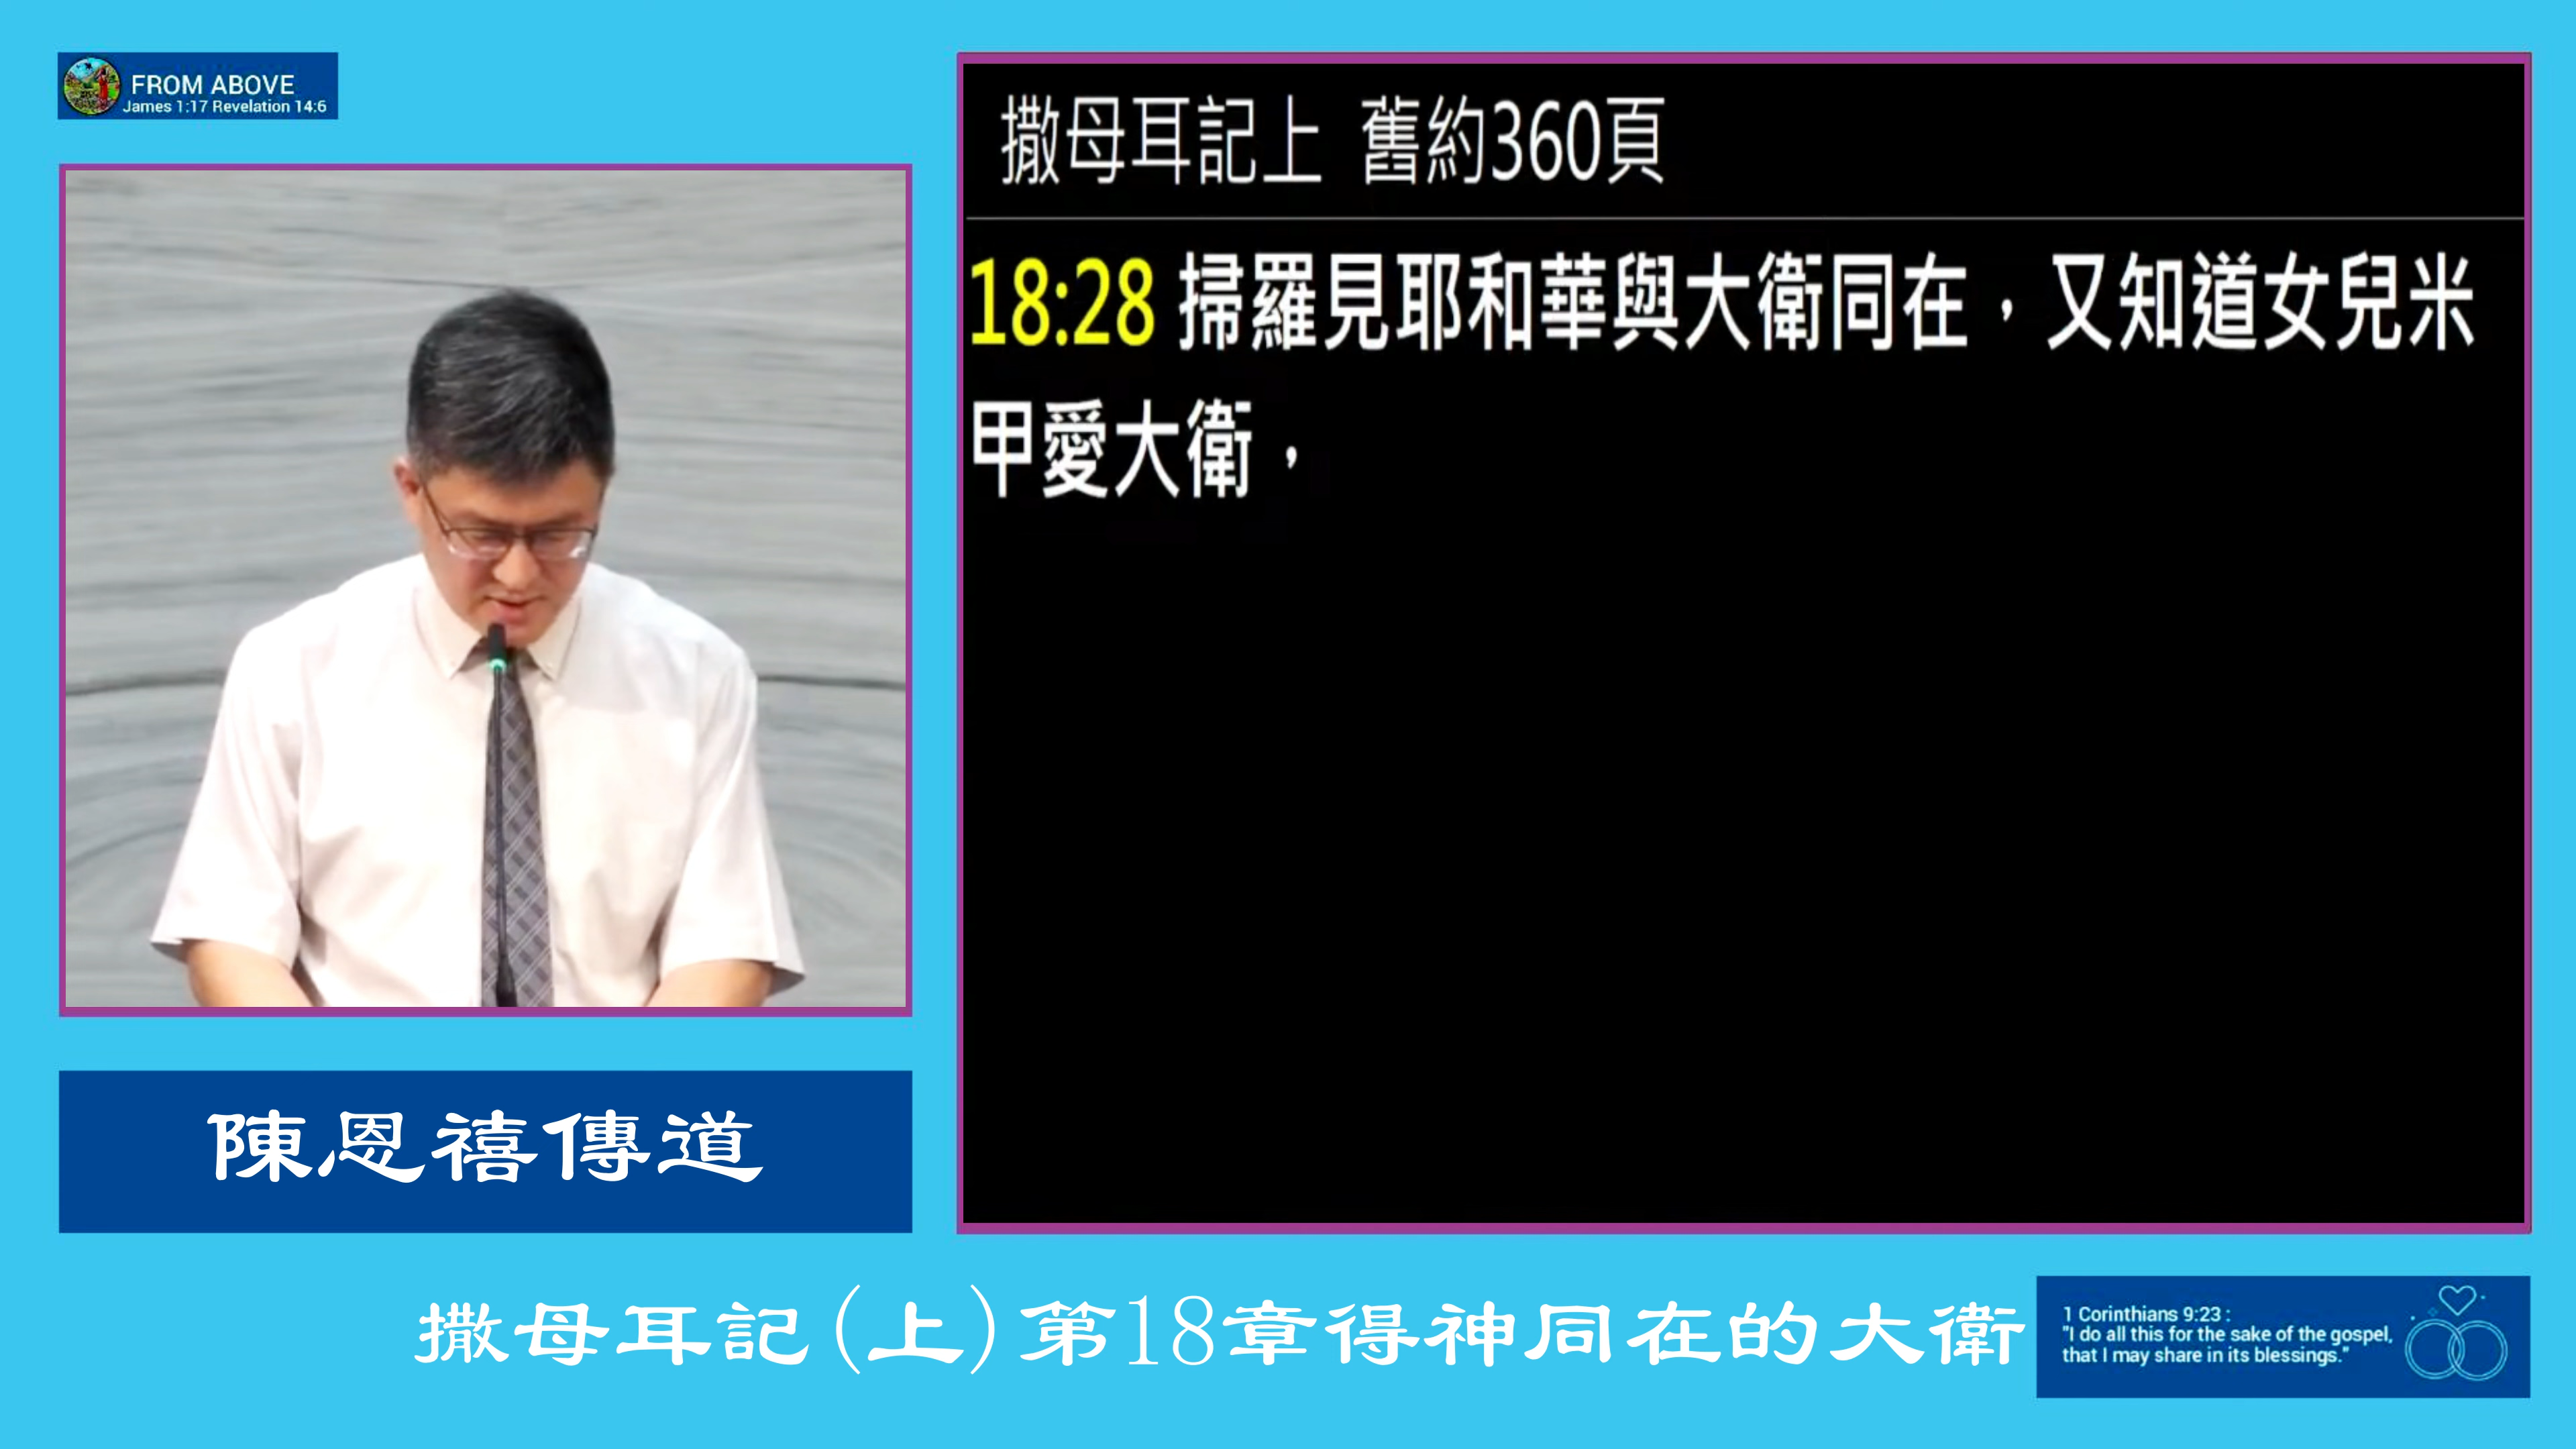 FROM ABOVE
James 1:17 Revelation 14:6
撒母耳記上 舊約360頁
18:28 掃羅見耶和華與大衛同在，又知道女兒米
甲愛大衛，
陳恩禧傳道
撒母耳記(上)第18章得神同在的大衛
1 Corinthians 9:23 :
"I do all this for the sake of the gospel,
that I may share in its blessings."